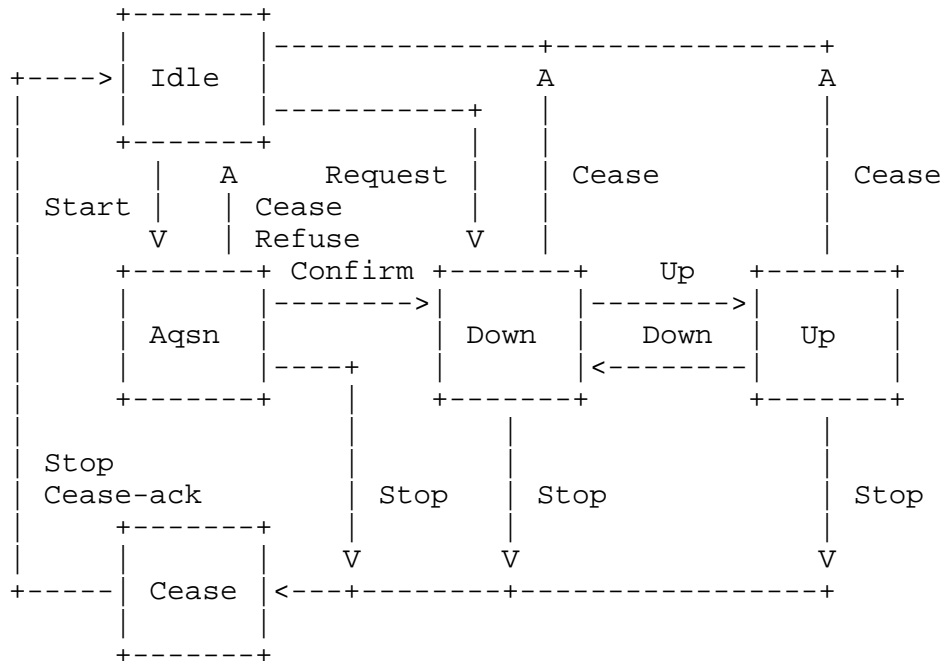 Idle
Request Cease Cease
Start Cease
Refuse
Confirm Up
Aqsn Down Down Up
Stop
Cease-ack Stop Stop Stop
Cease